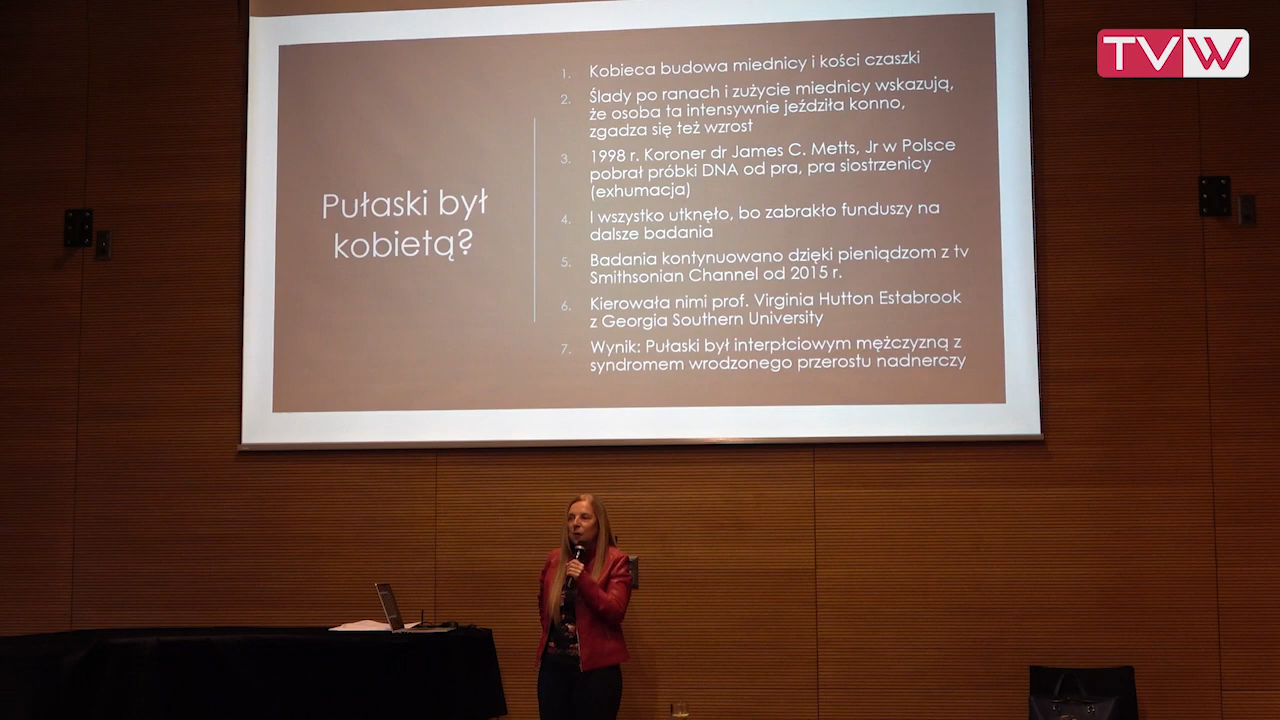 TVW
Pułaski był
kobietą?
1. Kobieca budowa miednicy i kości czaszki
2. Ślady po ranach i zużycie miednicy wskazują,
że osoba ta intensywnie jeździła konno,
zgadza się też wzrost
3. 1998 r. Koroner dr James C. Metts, Jr w Polsce
pobrał próbki DNA od pra, pra siostrzenicy
(exhumacja)
4. I wszystko utknęło, bo zabrakło funduszy na
dalsze badania
5. Badania kontynuowano dzięki pieniądzom z tv
Smithsonian Channel od 2015 r.
6. Kierowała nimi prof. Virginia Hutton Estabrook
z Georgia Southern University
7. Wynik: Pułaski był interpłciowym mężczyzną z
syndromem wrodzonego przerostu nadnerczy